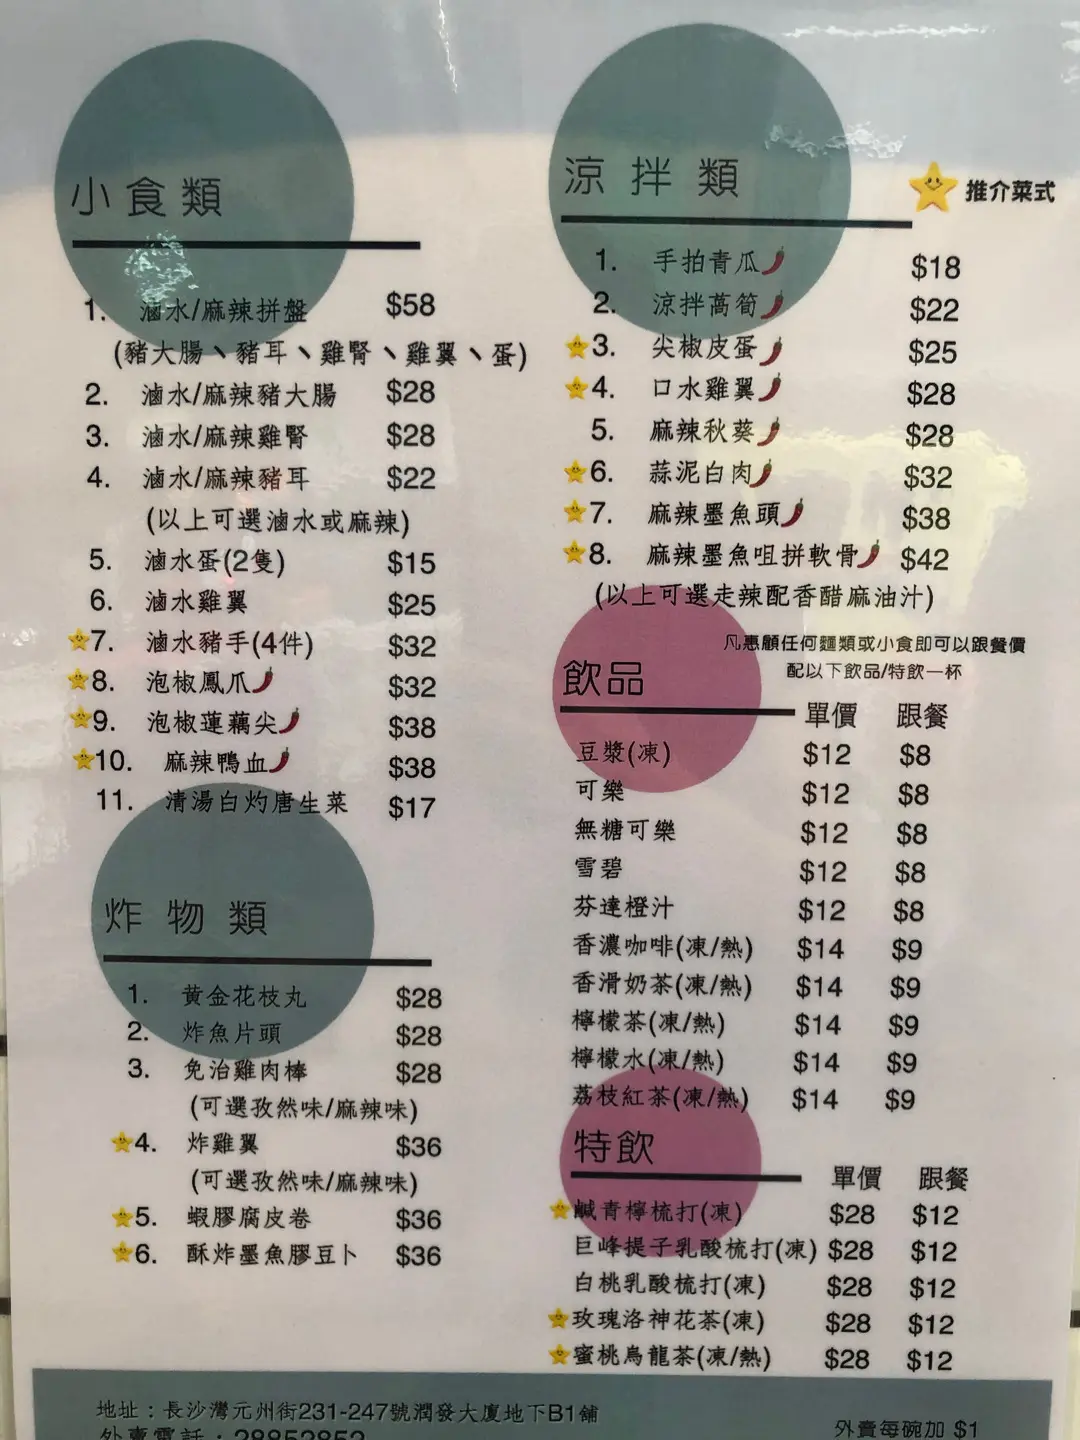 小食類
1. 滷水/麻辣拼盤 $58
(豬大腸、豬耳、雞腎、雞翼、蛋)
2. 滷水/麻辣豬大腸 $28
3. 滷水/麻辣雞腎 $28
4. 滷水/麻辣豬耳 $22
(以上可選滷水或麻辣)
5. 滷水蛋(2隻) $15
6. 滷水雞翼 $25
7. 滷水豬手(4件) $32
8. 泡椒鳳爪 $32
9. 泡椒蓮藕尖 $38
10. 麻辣鴨血 $38
11. 清湯白灼唐生菜 $17
炸物類
1. 黃金花枝丸 $28
2. 炸魚片頭 $28
3. 免治雞肉棒 $28
(可選孜然味/麻辣味)
4. 炸雞翼 $36
(可選孜然味/麻辣味)
5. 蝦膠腐皮卷 $36
6. 酥炸墨魚膠豆卜 $36
涼拌類
推介菜式
1. 手拍青瓜 $18
2. 涼拌萵筍 $22
3. 尖椒皮蛋 $25
4. 口水雞翼 $28
5. 麻辣秋葵 $28
6. 蒜泥白肉 $32
7. 麻辣墨魚頭 $38
8. 麻辣墨魚咀拼軟骨 $42
(以上可選走辣配香醋麻油汁)
凡惠顧任何麵類或小食即可以跟餐價
配以下飲品/特飲一杯
飲品
單價 跟餐
豆漿(凍) $12 $8
可樂 $12 $8
無糖可樂 $12 $8
雪碧 $12 $8
芬達橙汁 $12 $8
香濃咖啡(凍/熱) $14 $9
香滑奶茶(凍/熱) $14 $9
檸檬茶(凍/熱) $14 $9
檸檬水(凍/熱) $14 $9
荔枝紅茶(凍/熱) $14 $9
特飲
單價 跟餐
鹹青檸梳打(凍) $28 $12
巨峰提子乳酸梳打(凍) $28 $12
白桃乳酸梳打(凍) $28 $12
玫瑰洛神花茶(凍) $28 $12
蜜桃烏龍茶(凍/熱) $28 $12
地址：長沙灣元州街231-247號潤發大廈地下B1舖
外賣電話：28852852
外賣每碗加 $1